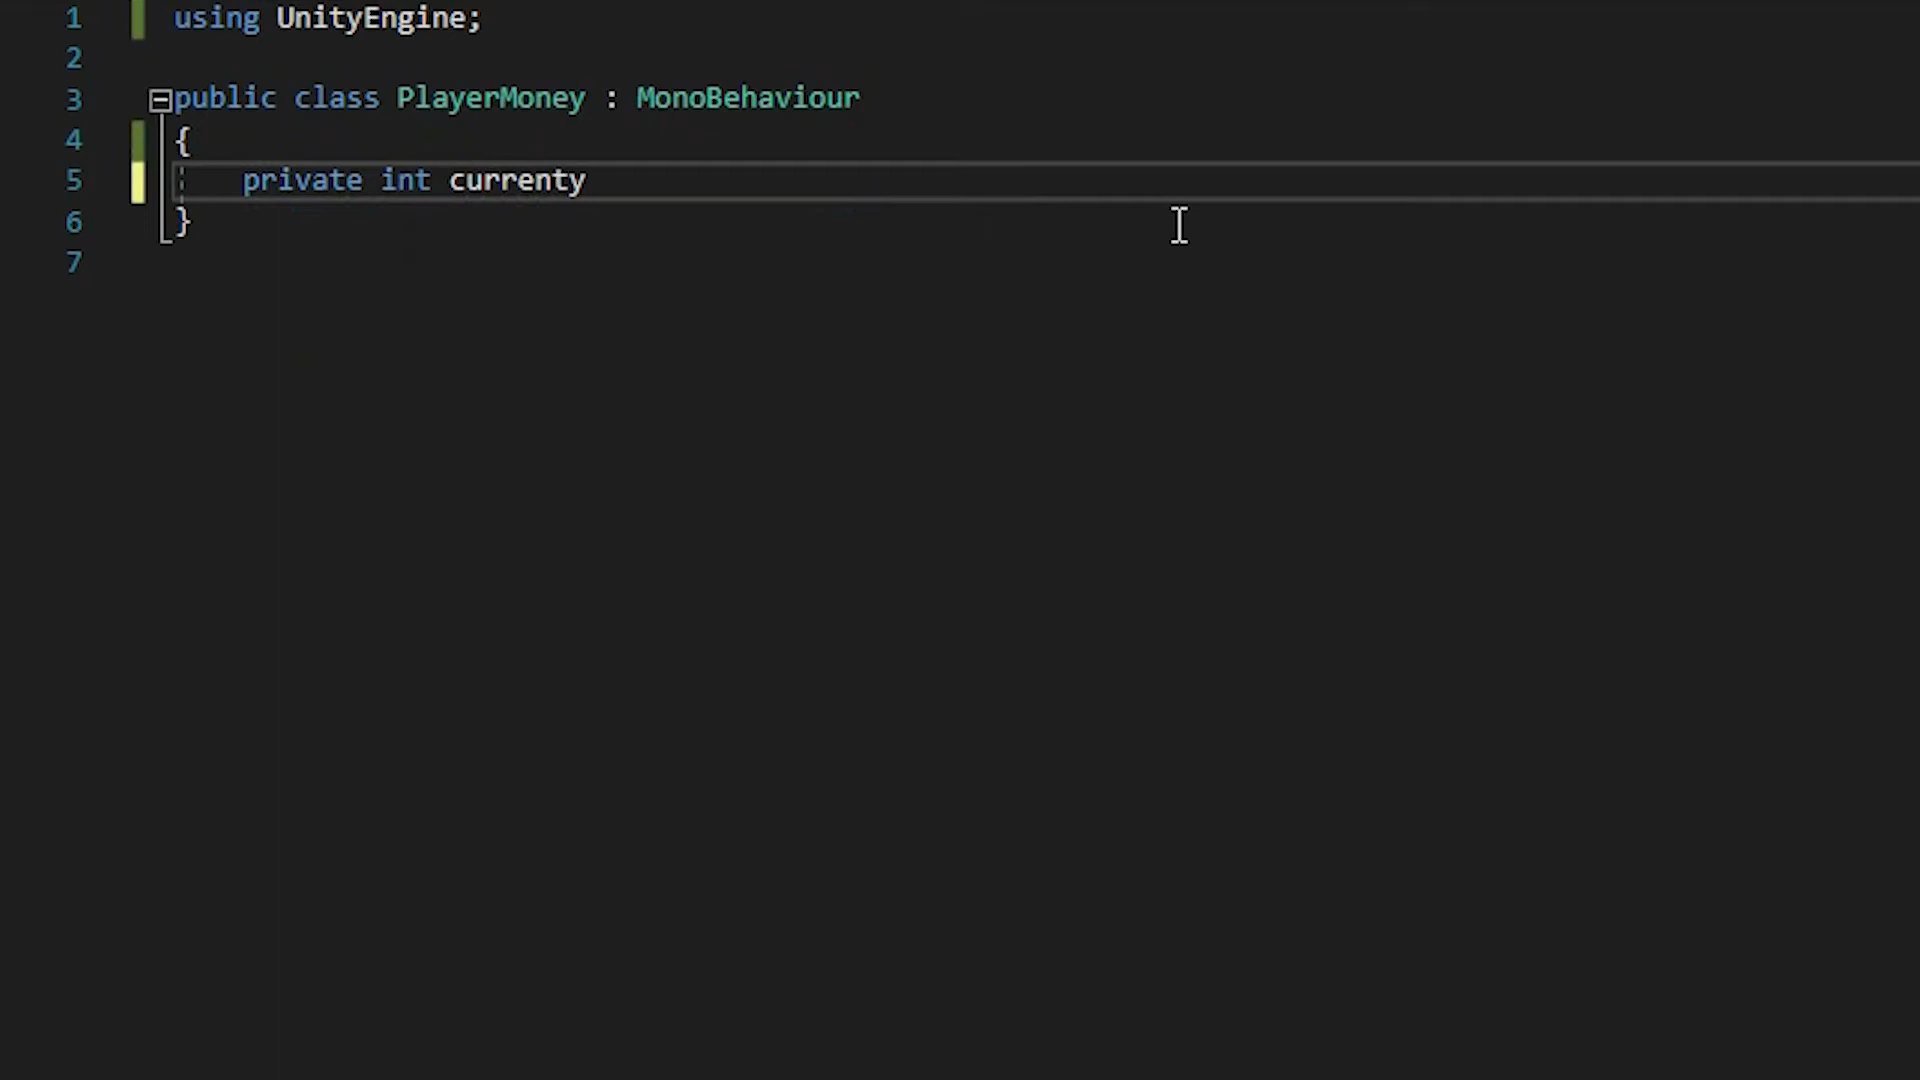 1 using UnityEngine;
2
3 public class PlayerMoney : MonoBehaviour
4 {
5 private int currenty
6 }
7